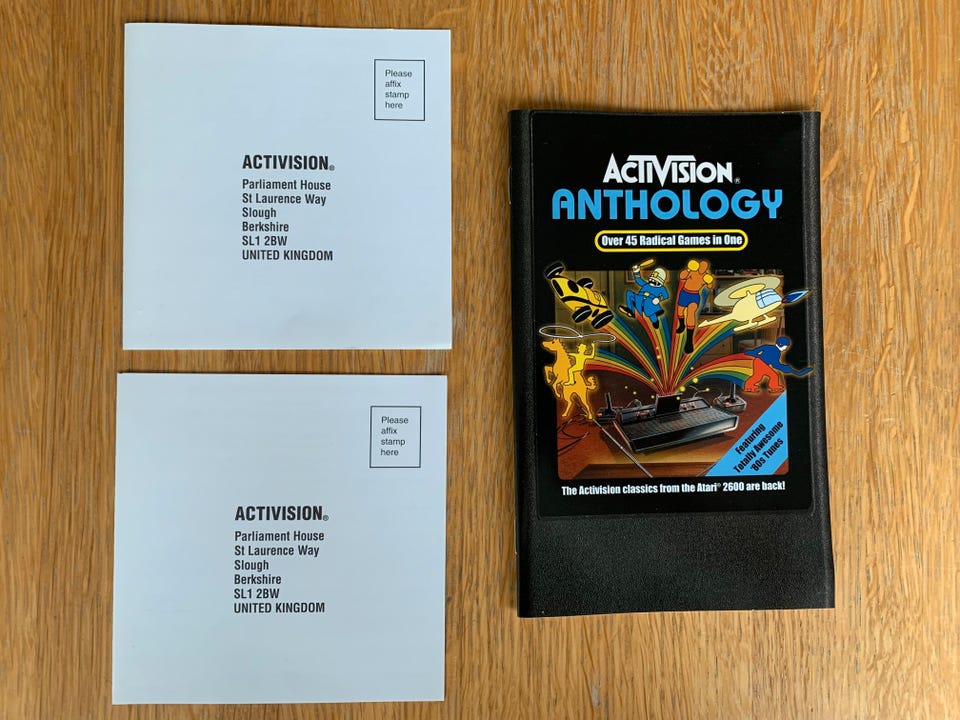 Please
affix
stamp
here
ACTIVISION®
Parliament House
St Laurence Way
Slough
Berkshire
SL1 2BW
UNITED KINGDOM
Please
affix
stamp
here
ACTIVISION®
Parliament House
St Laurence Way
Slough
Berkshire
SL1 2BW
UNITED KINGDOM
ACTIVISION®
ANTHOLOGY
Over 45 Radical Games in One
Featuring
Totally Awesome
'80s Tunes
The Activision classics from the Atari® 2600 are back!